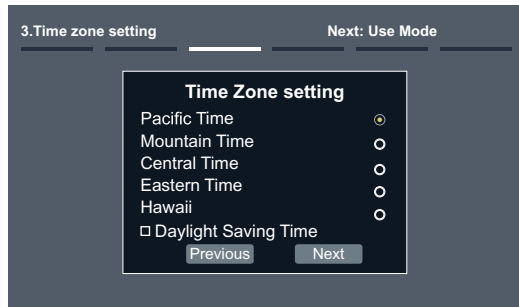 3.Time zone setting Next: Use Mode
Time Zone setting
Pacific Time
Mountain Time
Central Time
Eastern Time
Hawaii
Daylight Saving Time
Previous Next